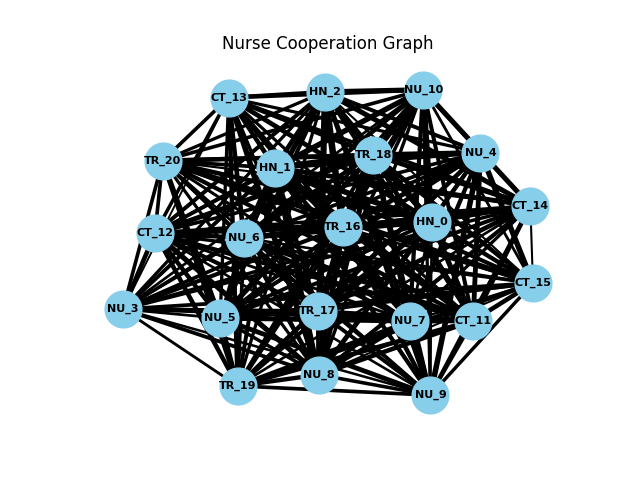 Nurse Cooperation Graph
NU_10
HN_2
CT_13
NU_4
TR_18
TR_20
HN_1
CT_14
HN_0
TR_16
CT_12
NU_6
CT_15
NU_3
TR_17
NU_5
NU_7
CT_11
NU_8
TR_19
NU_9